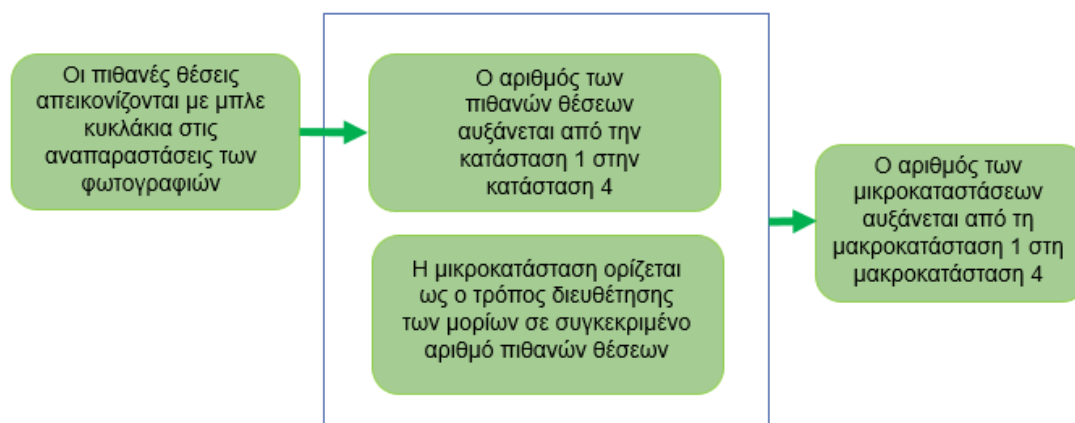 Οι πιθανές θέσεις
απεικονίζονται με μπλε
κυκλάκια στις
αναπαραστάσεις των
φωτογραφιών
Ο αριθμός των
πιθανών θέσεων
αυξάνεται από την
κατάσταση 1 στην
κατάσταση 4
Η μικροκατάσταση ορίζεται
ως ο τρόπος διευθέτησης
των μορίων σε συγκεκριμένο
αριθμό πιθανών θέσεων
Ο αριθμός των
μικροκαταστάσεων
αυξάνεται από τη
μακροκατάσταση 1 στη
μακροκατάσταση 4